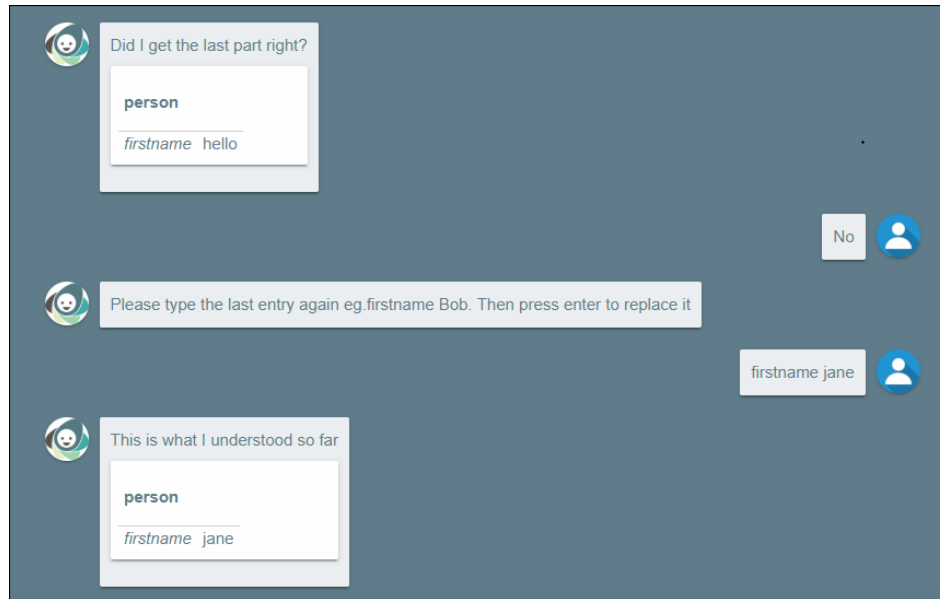 Did I get the last part right?
person
firstname hello
No
Please type the last entry again eg.firstname Bob. Then press enter to replace it
firstname jane
This is what I understood so far
person
firstname jane